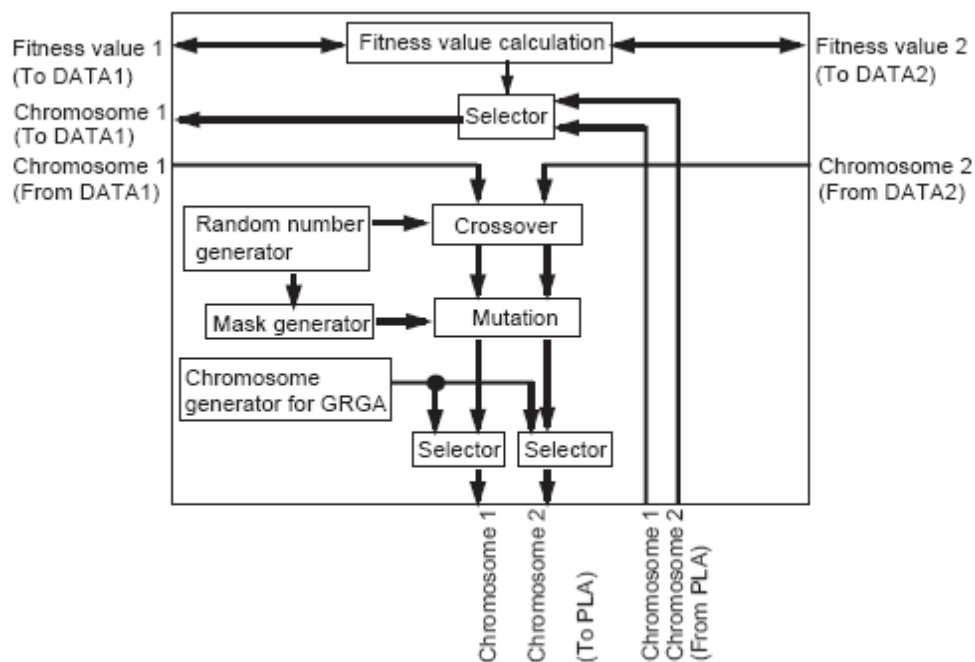 Fitness value 1
(To DATA1)
Fitness value calculation
Fitness value 2
(To DATA2)
Chromosome 1
(To DATA1)
Selector
Chromosome 1
(From DATA1)
Chromosome 2
(From DATA2)
Random number
generator
Crossover
Mask generator
Mutation
Chromosome
generator for GRGA
Selector
Selector
Chromosome 1
Chromosome 2
(To PLA)
Chromosome 1
Chromosome 2
(From PLA)